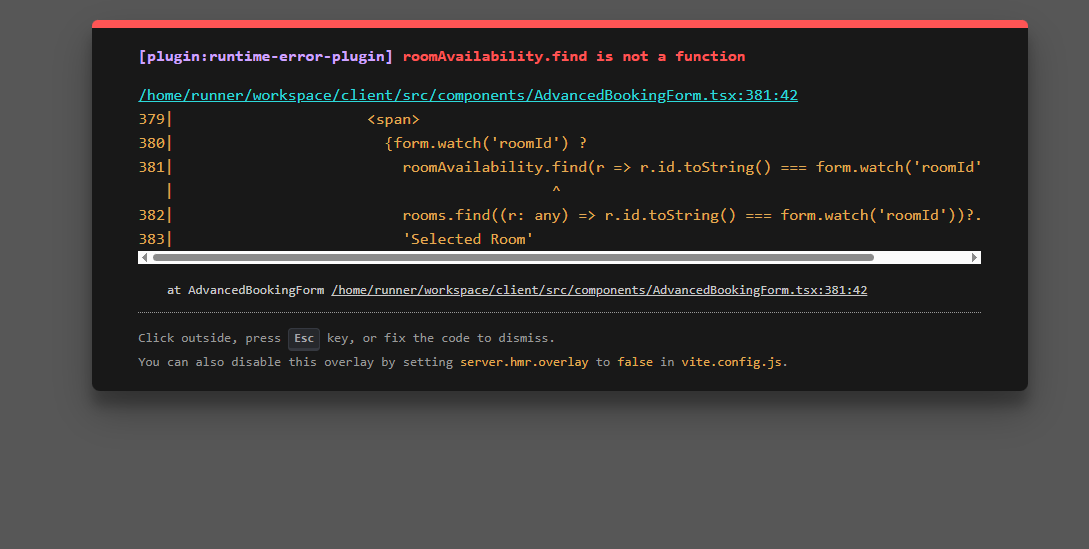 [plugin:runtime-error-plugin] roomAvailability.find is not a function
/home/runner/workspace/client/src/components/AdvancedBookingForm.tsx:381:42
379|                      <span>
380|                        {form.watch('roomId') ?
381|                          roomAvailability.find(r => r.id.toString() === form.watch('roomId'
   |                                           ^
382|                          rooms.find((r: any) => r.id.toString() === form.watch('roomId'))?.
383|                          'Selected Room'
at AdvancedBookingForm /home/runner/workspace/client/src/components/AdvancedBookingForm.tsx:381:42
Click outside, press Esc key, or fix the code to dismiss.
You can also disable this overlay by setting server.hmr.overlay to false in vite.config.js.